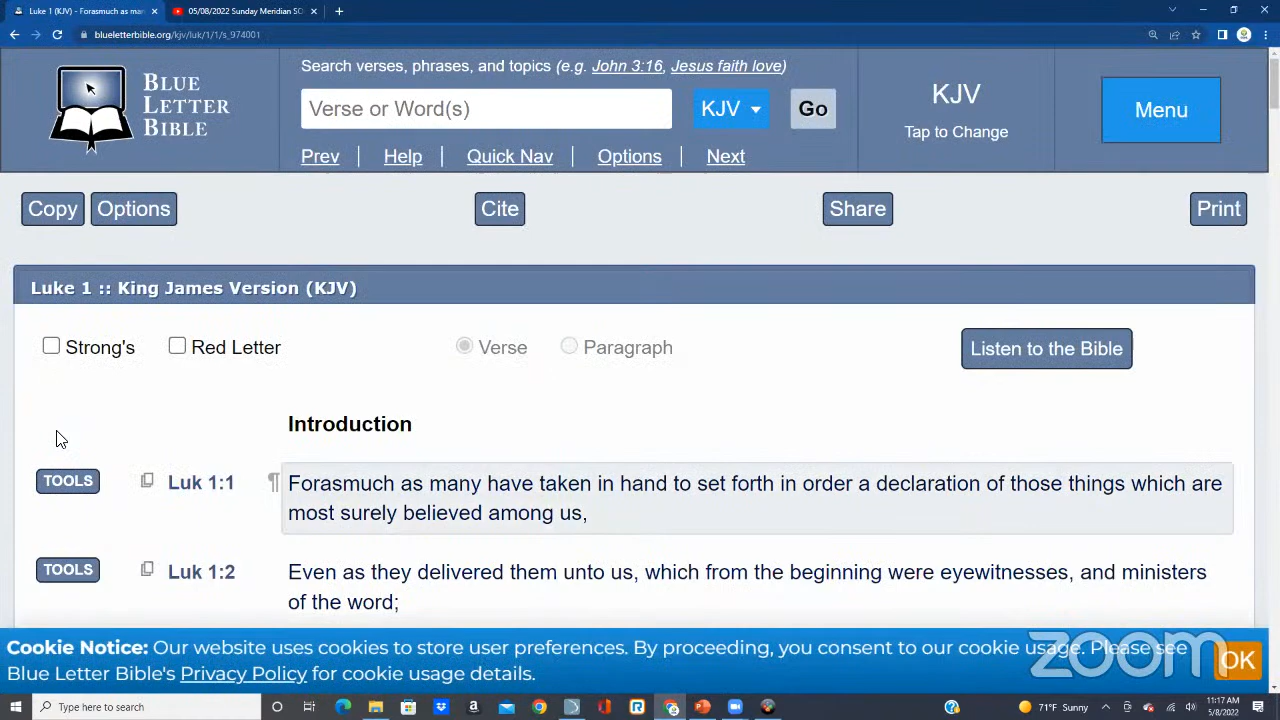 Luke 1 (KJV) - Forasmuch as man
05/08/2022 Sunday Meridian S
blueletterbible.org/kjv/luk/1/1/s_974001
BLUE
LETTER
BIBLE
Search verses, phrases, and topics (e.g. John 3:16, Jesus faith love)
Verse or Word(s)
KJV
Go
Prev | Help | Quick Nav | Options | Next
KJV
Tap to Change
Menu
Copy Options Cite Share Print
Luke 1 :: King James Version (KJV)
Strong's Red Letter Verse Paragraph Listen to the Bible
Introduction
TOOLS Luk 1:1 ¶ Forasmuch as many have taken in hand to set forth in order a declaration of those things which are
most surely believed among us,
TOOLS Luk 1:2 Even as they delivered them unto us, which from the beginning were eyewitnesses, and ministers
of the word;
Cookie Notice: Our website uses cookies to store user preferences. By proceeding, you consent to our cookie usage. Please see
Blue Letter Bible's Privacy Policy for cookie usage details.
OK
zoom
Type here to search
71°F Sunny
11:17 AM
5/8/2022